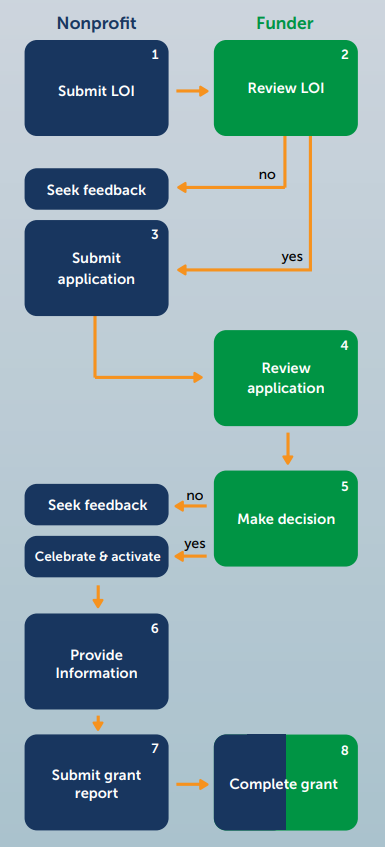 Nonprofit
Funder
1
Submit LOI
2
Review LOI
no
Seek feedback
3
Submit
application
yes
4
Review
application
5
Make decision
no
Seek feedback
yes
Celebrate & activate
6
Provide
Information
7
Submit grant
report
8
Complete grant